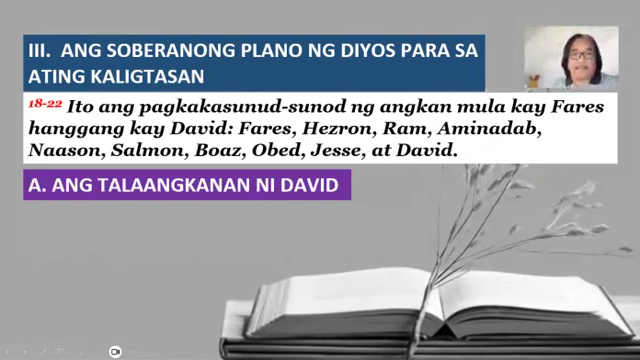 III. ANG SOBERANONG PLANO NG DIYOS PARA SA
ATING KALIGTASAN
18-22 Ito ang pagkakasunud-sunod ng angkan mula kay Fares
hanggang kay David: Fares, Hezron, Ram, Aminadab,
Naason, Salmon, Boaz, Obed, Jesse, at David.
A. ANG TALAANGKANAN NI DAVID